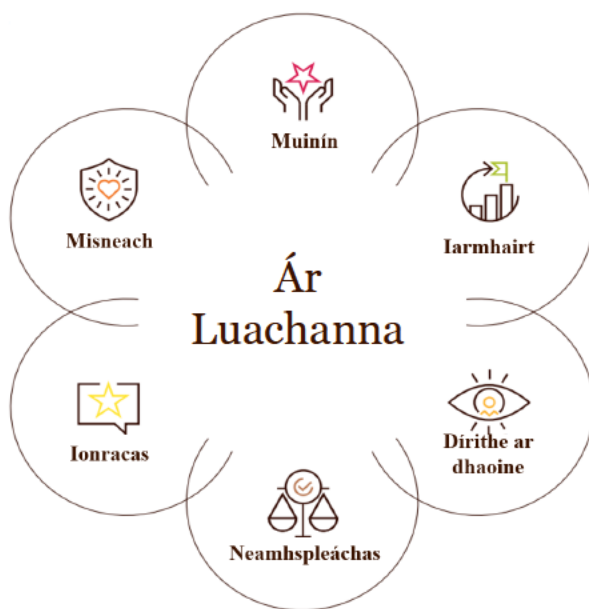 Muinín
Misneach
Iarmhairt
Ár
Luachanna
Ionracas
Dírithe ar
dhaoine
Neamhspleáchas